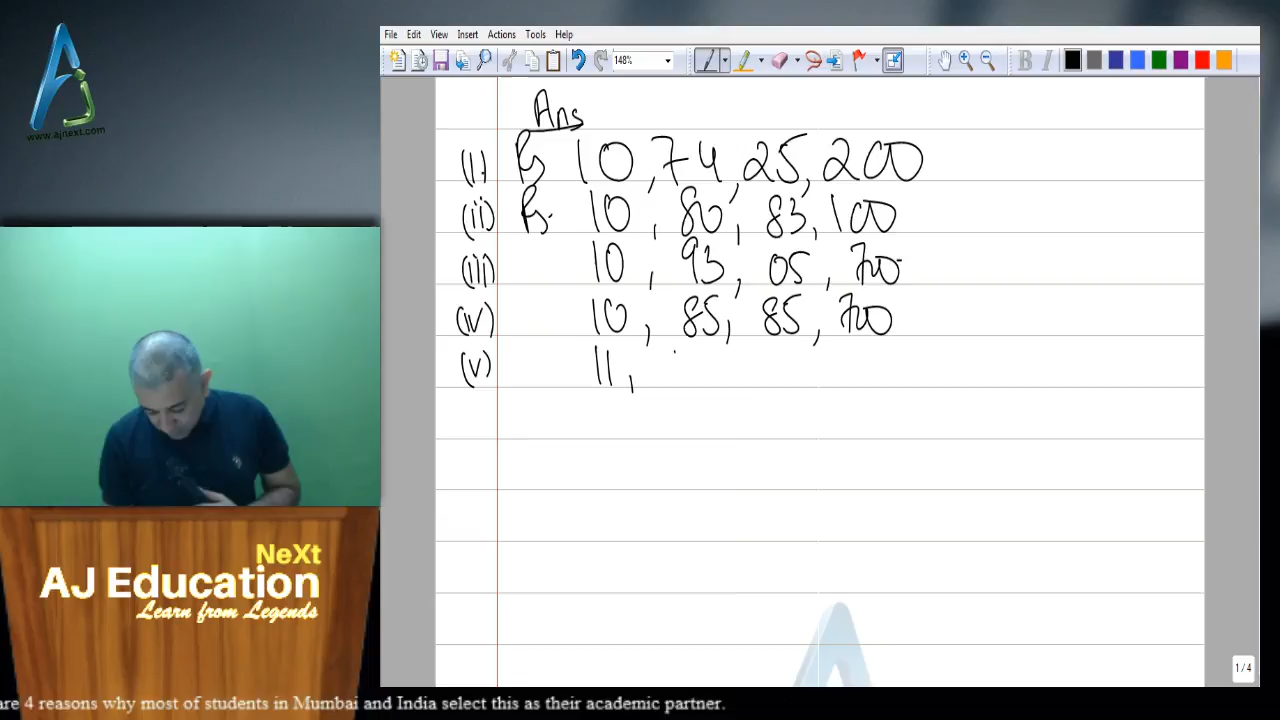 www.ajnext.com
File Edit View Insert Actions Tools Help
148%
B I
Ans
(i) Rs 10,74,25,200
(ii) Rs. 10,80,83,100
(iii) 10,93,05,700
(iv) 10,85,85,700
(v) 11,
NeXt
AJ Education
Learn from Legends
1/4
are 4 reasons why most of students in Mumbai and India select this as their academic partner.